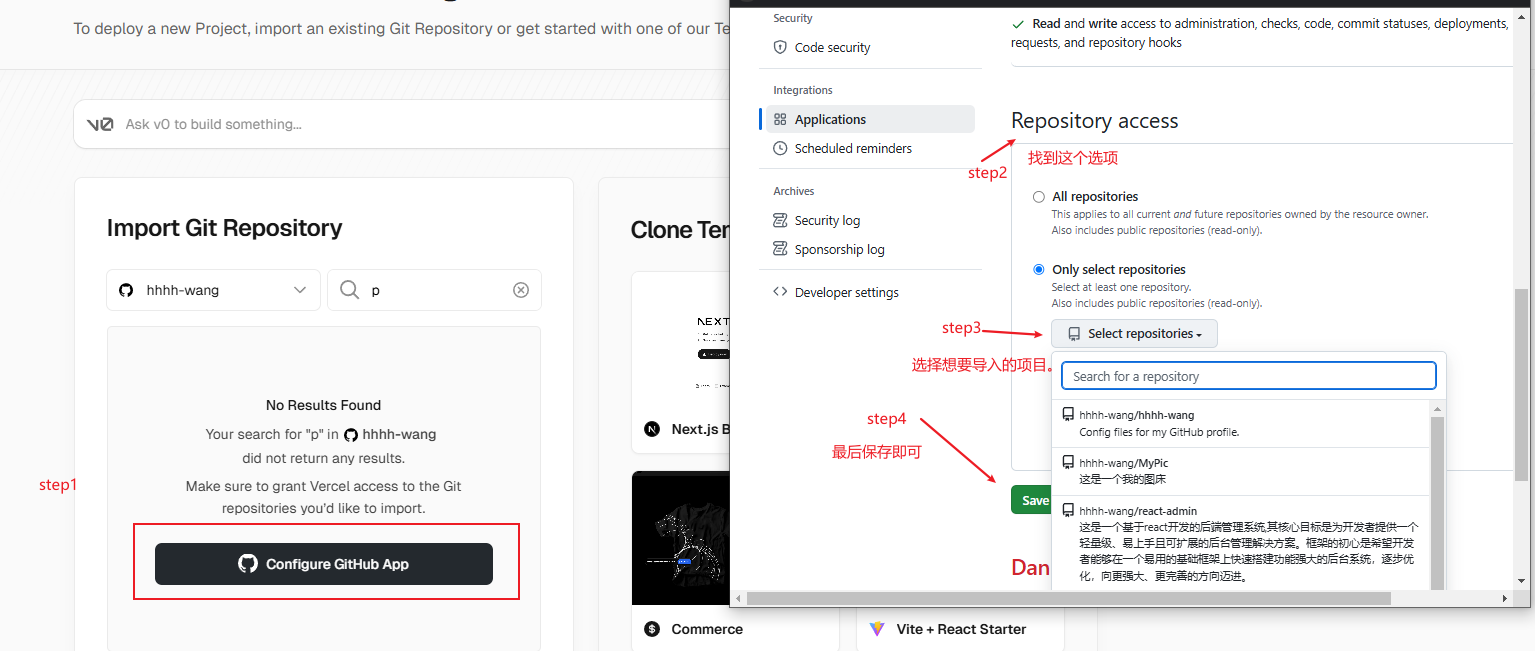 To deploy a new Project, import an existing Git Repository or get started with one of our Te
v0 Ask v0 to build something...
Import Git Repository
hhhh-wang
p
No Results Found
Your search for "p" in hhhh-wang
did not return any results.
Make sure to grant Vercel access to the Git
repositories you'd like to import.
step1
Configure GitHub App
Clone Ter
NEXT
Next.js B
Commerce
Vite + React Starter
Security
Code security
Integrations
Applications
Scheduled reminders
Archives
Security log
Sponsorship log
Developer settings
Read and write access to administration, checks, code, commit statuses, deployments,
requests, and repository hooks
Repository access
step2
找到这个选项
All repositories
This applies to all current and future repositories owned by the resource owner.
Also includes public repositories (read-only).
Only select repositories
Select at least one repository.
Also includes public repositories (read-only).
step3
Select repositories
选择想要导入的项目。
Search for a repository
hhhh-wang/hhhh-wang
Config files for my GitHub profile.
hhhh-wang/MyPic
这是一个我的图床
hhhh-wang/react-admin
这是一个基于react开发的后端管理系统,其核心目标是为开发者提供一个
轻量级、易上手且可扩展的后台管理解决方案。框架的初心是希望开发
者能够在一个易用的基础框架上快速搭建功能强大的后台系统，逐步优
化，向更强大、更完善的方向迈进。
step4
最后保存即可
Save
Dan